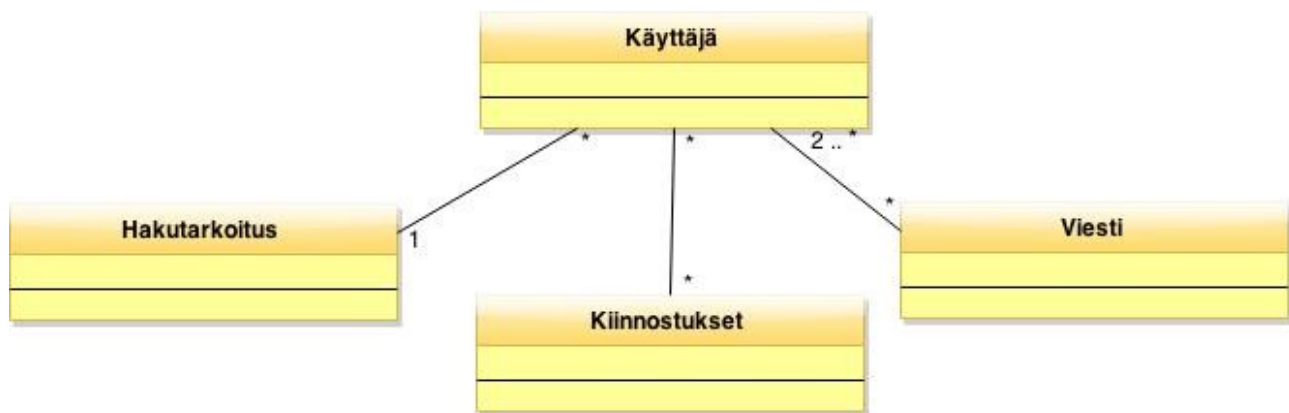 Käyttäjä
*
*
2 .. *
Hakutarkoitus
1
*
Viesti
*
Kiinnostukset